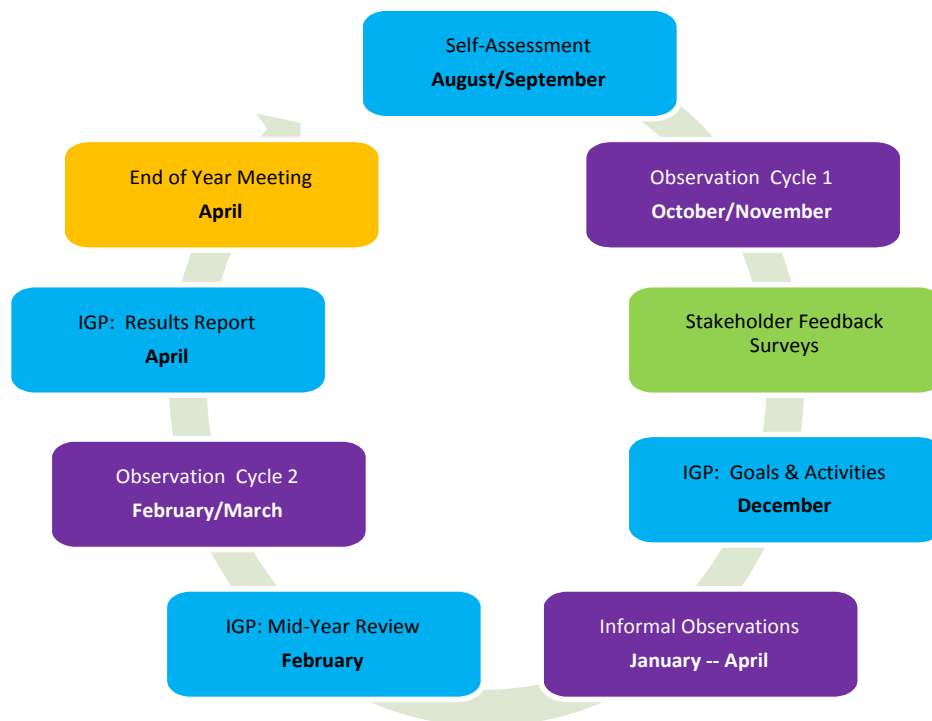 Self-Assessment
August/September
Observation Cycle 1
October/November
Stakeholder Feedback
Surveys
IGP: Goals & Activities
December
Informal Observations
January -- April
IGP: Mid-Year Review
February
Observation Cycle 2
February/March
IGP: Results Report
April
End of Year Meeting
April